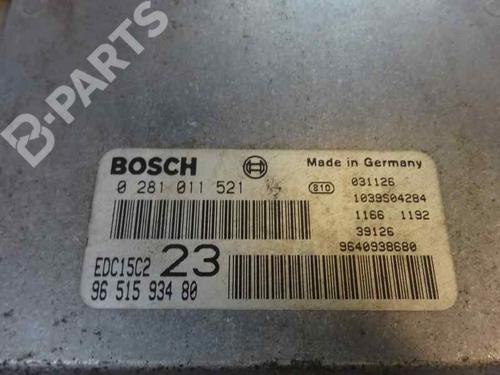 B-PARTS
BOSCH
Made in Germany
0 281 011 521
810
031126
1039S04284
1166 1192
39126
9640938680
EDC15C2 23
96 515 934 80